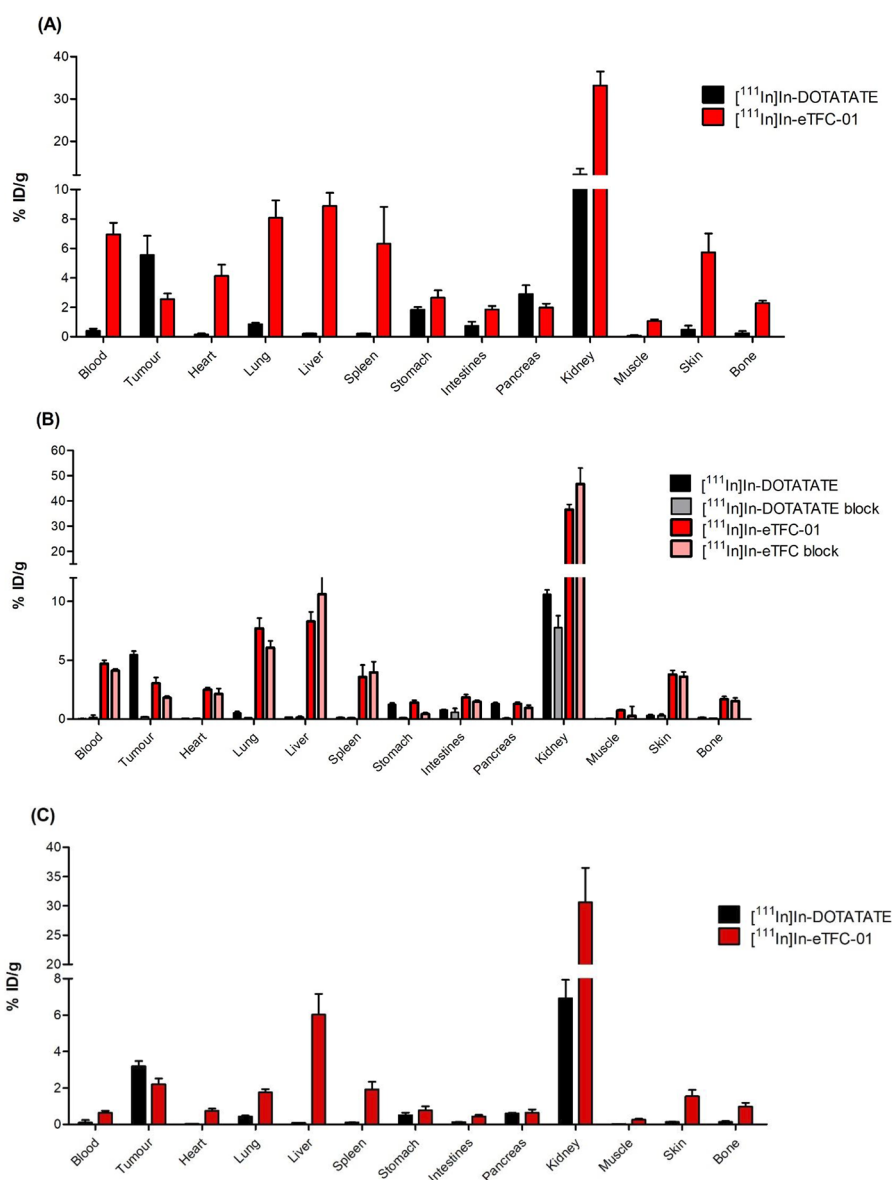 (A)
40
30
20
10
8
6
4
2
0
% ID/g
[¹¹¹In]In-DOTATATE
[¹¹¹In]In-eTFC-01
Blood Tumour Heart Lung Liver Spleen Stomach Intestines Pancreas Kidney Muscle Skin Bone
(B)
60
50
40
30
20
10
5
0
% ID/g
[¹¹¹In]In-DOTATATE
[¹¹¹In]In-DOTATATE block
[¹¹¹In]In-eTFC-01
[¹¹¹In]In-eTFC block
Blood Tumour Heart Lung Liver Spleen Stomach Intestines Pancreas Kidney Muscle Skin Bone
(C)
40
35
30
25
20
8
6
4
2
0
% ID/g
[¹¹¹In]In-DOTATATE
[¹¹¹In]In-eTFC-01
Blood Tumour Heart Lung Liver Spleen Stomach Intestines Pancreas Kidney Muscle Skin Bone